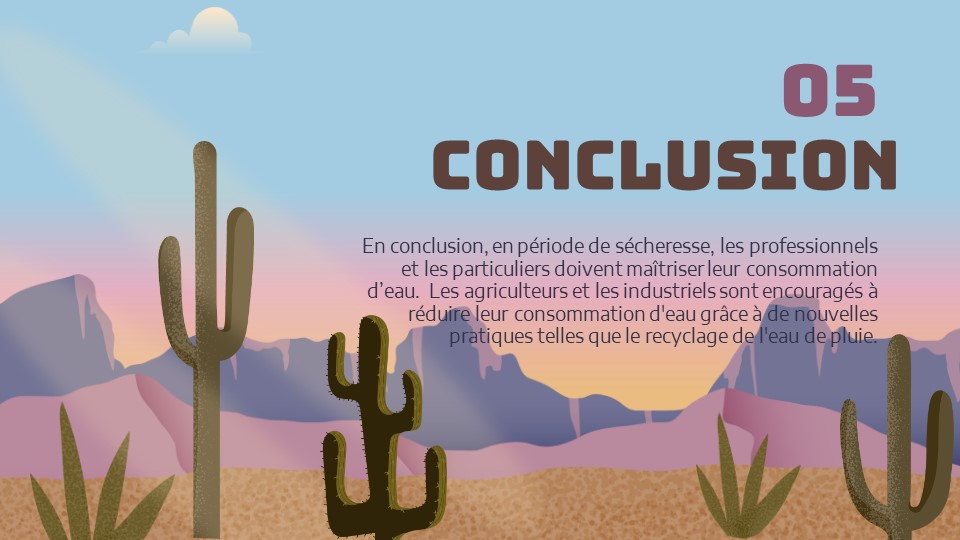 05
CONCLUSION
En conclusion, en période de sécheresse, les professionnels
et les particuliers doivent maîtriser leur consommation
d’eau.  Les agriculteurs et les industriels sont encouragés à
réduire leur consommation d'eau grâce à de nouvelles
pratiques telles que le recyclage de l'eau de pluie.